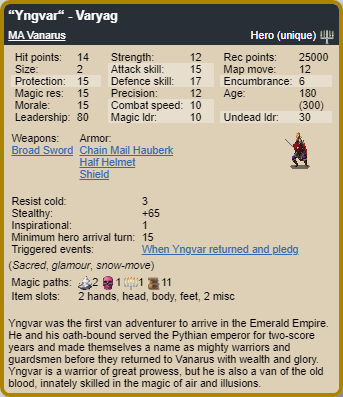 “Yngvar“ - Varyag
MA Vanarus Hero (unique)
Hit points: 14 Strength: 12 Rec points: 25000
Size: 2 Attack skill: 15 Map move: 12
Protection: 15 Defence skill: 17 Encumbrance: 6
Magic res: 15 Precision: 12 Age: 180
Morale: 15 Combat speed: 10 (300)
Leadership: 80 Magic ldr: 10 Undead ldr: 30
Weapons: Armor:
Broad Sword Chain Mail Hauberk
Half Helmet
Shield
Resist cold: 3
Stealthy: +65
Inspirational: 1
Minimum hero arrival turn: 15
Triggered events: When Yngvar returned and pledg
(Sacred, glamour, snow-move)
Magic paths: 2 1 1 11
Item slots: 2 hands, head, body, feet, 2 misc
Yngvar was the first van adventurer to arrive in the Emerald Empire.
He and his oath-bound served the Pythian emperor for two-score
years and made themselves a name as mighty warriors and
guardsmen before they returned to Vanarus with wealth and glory.
Yngvar is a warrior of great prowess, but he is also a van of the old
blood, innately skilled in the magic of air and illusions.